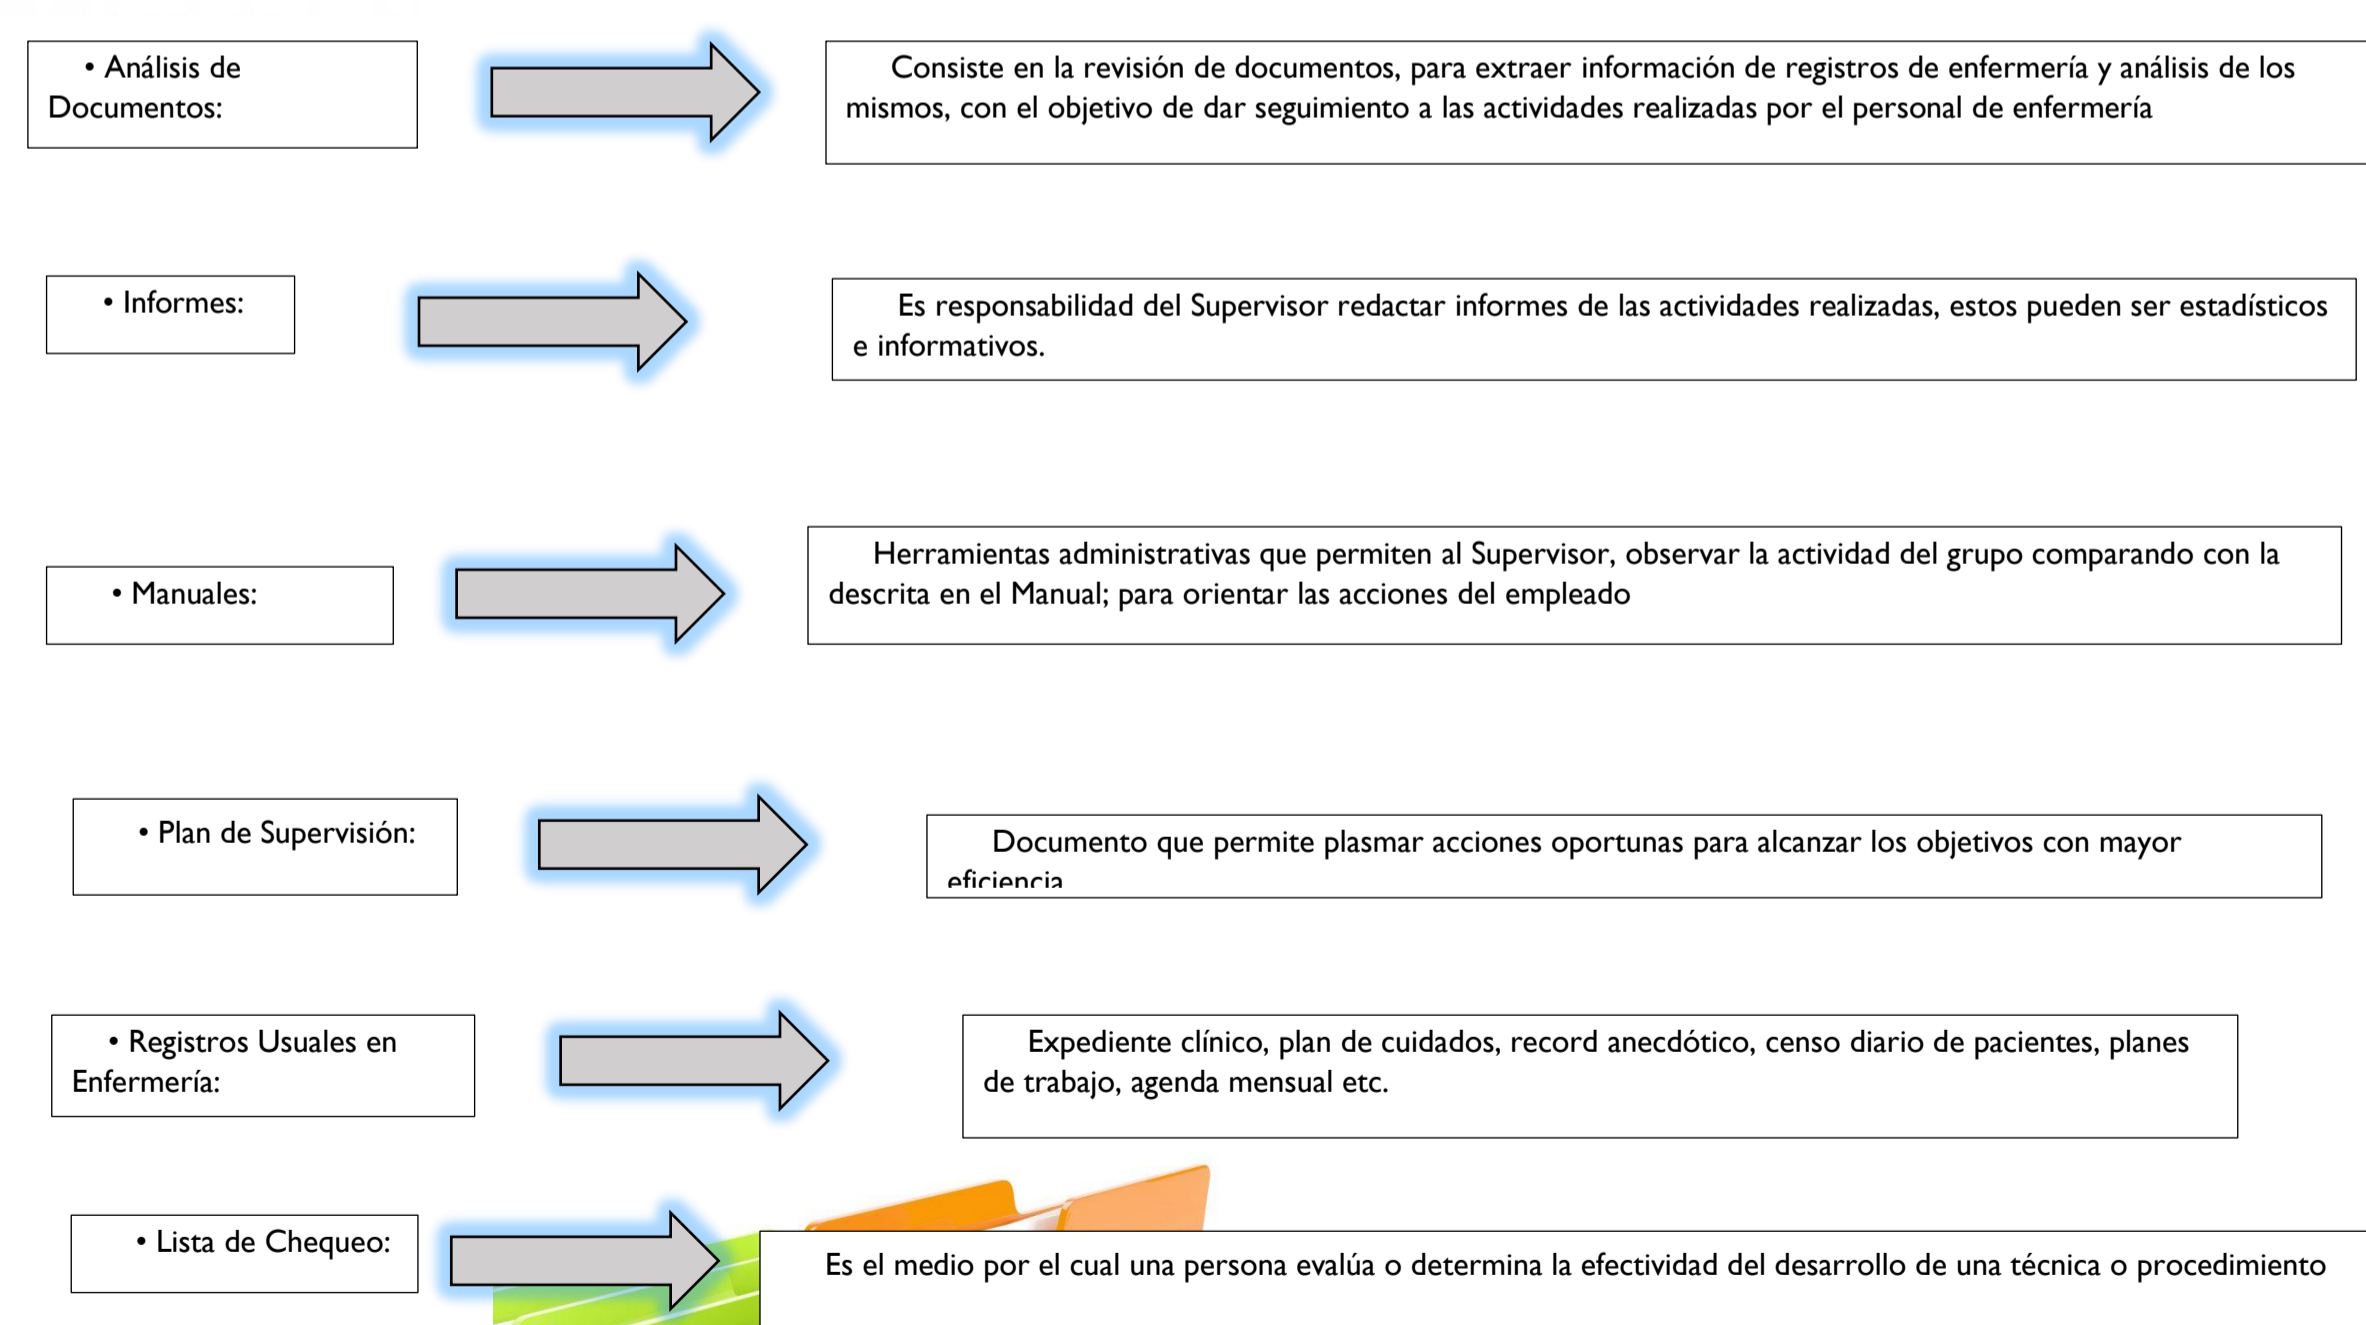 • Análisis de
Documentos:
Consiste en la revisión de documentos, para extraer información de registros de enfermería y análisis de los
mismos, con el objetivo de dar seguimiento a las actividades realizadas por el personal de enfermería
• Informes:
Es responsabilidad del Supervisor redactar informes de las actividades realizadas, estos pueden ser estadísticos
e informativos.
• Manuales:
Herramientas administrativas que permiten al Supervisor, observar la actividad del grupo comparando con la
descrita en el Manual; para orientar las acciones del empleado
• Plan de Supervisión:
Documento que permite plasmar acciones oportunas para alcanzar los objetivos con mayor
eficiencia
• Registros Usuales en
Enfermería:
Expediente clínico, plan de cuidados, record anecdótico, censo diario de pacientes, planes
de trabajo, agenda mensual etc.
• Lista de Chequeo:
Es el medio por el cual una persona evalúa o determina la efectividad del desarrollo de una técnica o procedimiento